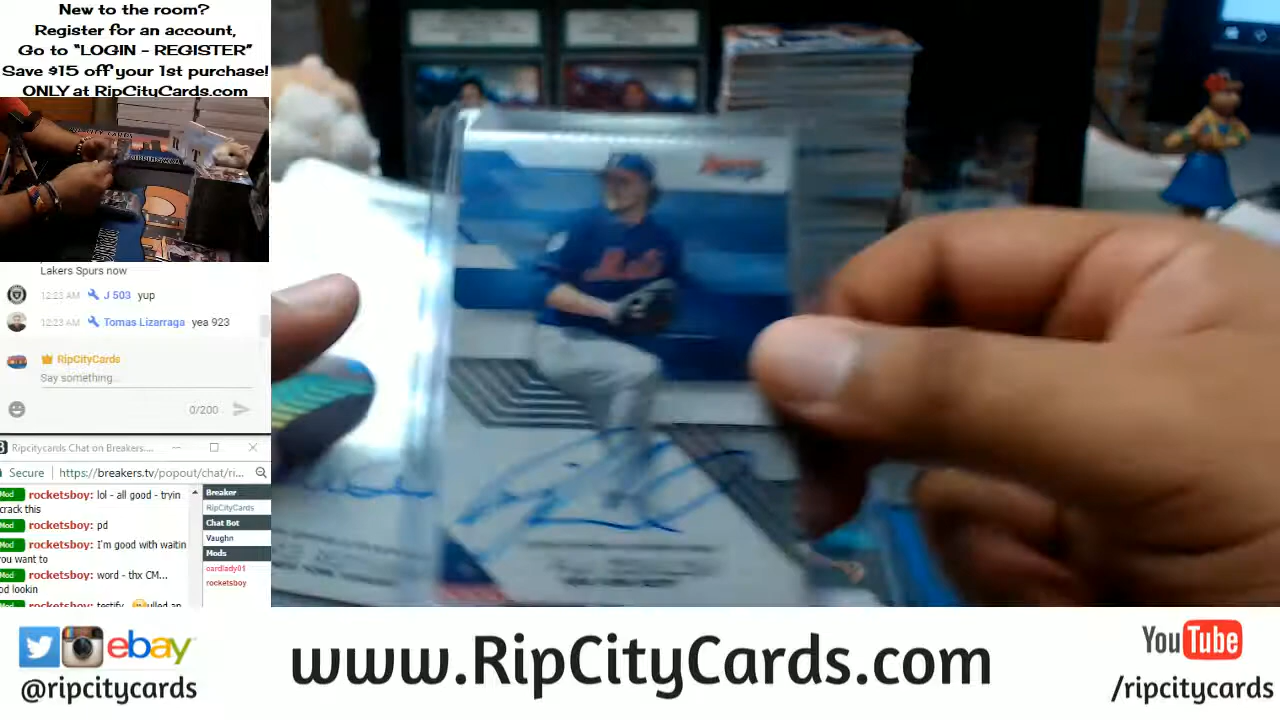 New to the room?
Register for an account,
Go to “LOGIN - REGISTER”
Save $15 off your 1st purchase!
ONLY at RipCityCards.com
Lakers Spurs now
12:23 AM J 503 yup
12:23 AM Tomas Lizarraga yea 923
RipCityCards
Say something...
0/200
Ripcitycards Chat on Breakers....
Secure https://breakers.tv/popout/chat/ri...
Mod rocketsboy: lol - all good - tryin
crack this
Mod rocketsboy: pd
Mod rocketsboy: I'm good with waitin
you want to
Mod rocketsboy: word - thx CM...
od lookin
Mod rocketsboy: testify
Breaker
RipCityCards
Chat Bot
Vaughn
Mods
cardlady01
rocketsboy
Mets
ebay
@ripcitycards
www.RipCityCards.com
YouTube
/ripcitycards